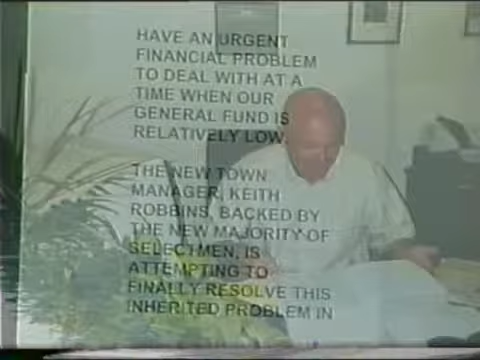 HAVE AN URGENT
FINANCIAL PROBLEM
TO DEAL WITH AT A
TIME WHEN OUR
GENERAL FUND IS
RELATIVELY LOW.
THE NEW TOWN
MANAGER, KEITH
ROBBINS, BACKED BY
THE NEW MAJORITY OF
SELECTMEN, IS
ATTEMPTING TO
FINALLY RESOLVE THIS
INHERITED PROBLEM IN